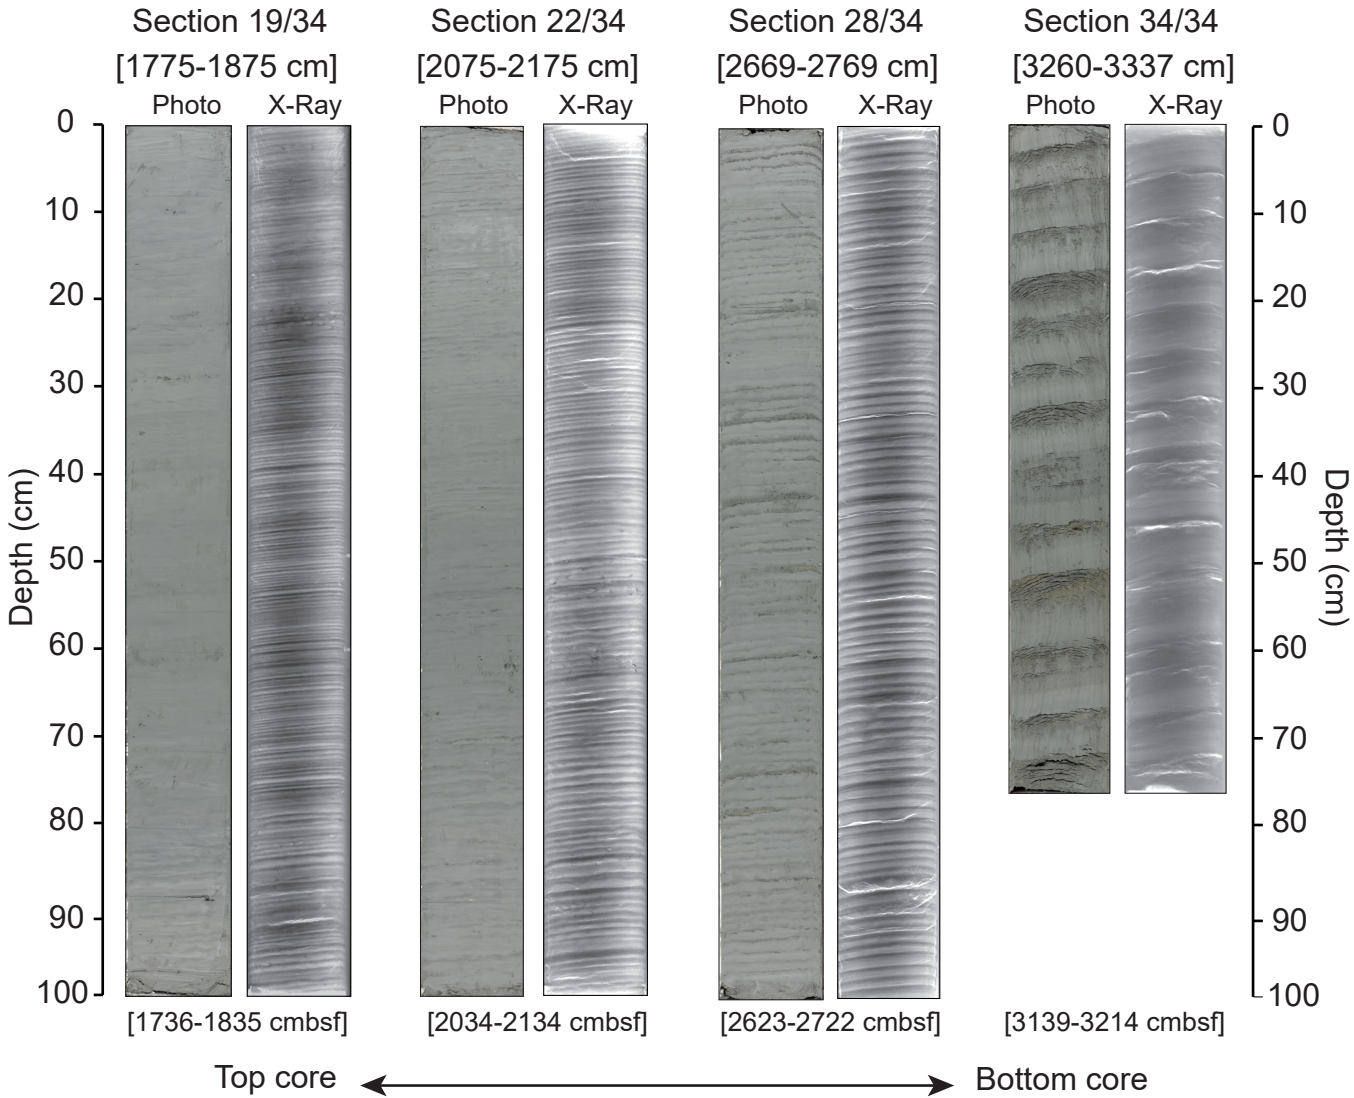 Section 19/34
Section 22/34
Section 28/34
Section 34/34
[1775-1875 cm]
[2075-2175 cm]
[2669-2769 cm]
[3260-3337 cm]
Photo
X-Ray
Photo
X-Ray
Photo
X-Ray
Photo
X-Ray
0
10
20
30
40
50
60
70
80
90
100
Depth (cm)
0
10
20
30
40
50
60
70
80
90
100
Depth (cm)
[1736-1835 cmbsf]
[2034-2134 cmbsf]
[2623-2722 cmbsf]
[3139-3214 cmbsf]
Top core
Bottom core